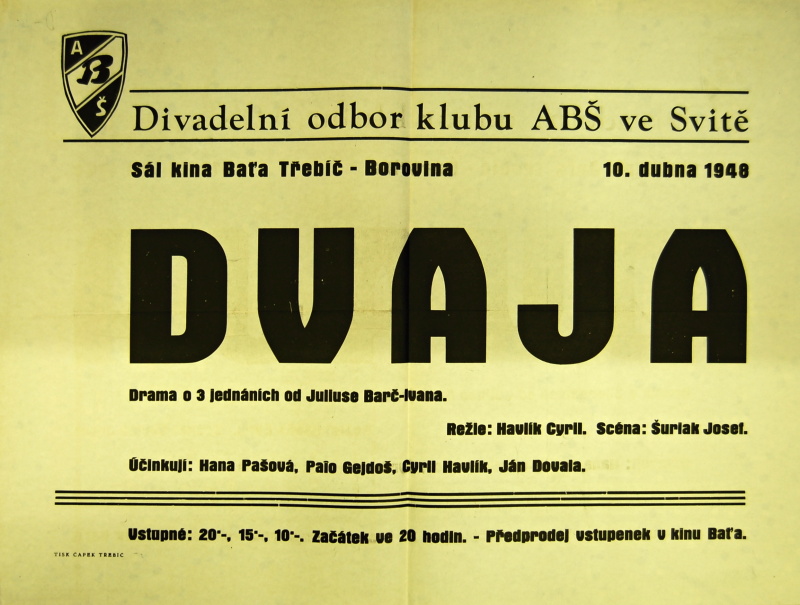 A
B
Š
Divadelní odbor klubu ABŠ ve Svitě
Sál kina Baťa Třebíč - Borovina 10. dubna 1948
DVAJA
Drama o 3 jednáních od Juliuse Barč-Ivana.
Režie: Havlík Cyril. Scéna: Šuriak Josef.
Účinkují: Hana Pašová, Palo Gejdoš, Cyril Havlík, Ján Dovala.
Vstupné: 20·-, 15·-, 10·-. Začátek ve 20 hodin. - Předprodej vstupenek v kinu Baťa.
TISK ČAPEK TŘEBÍČ